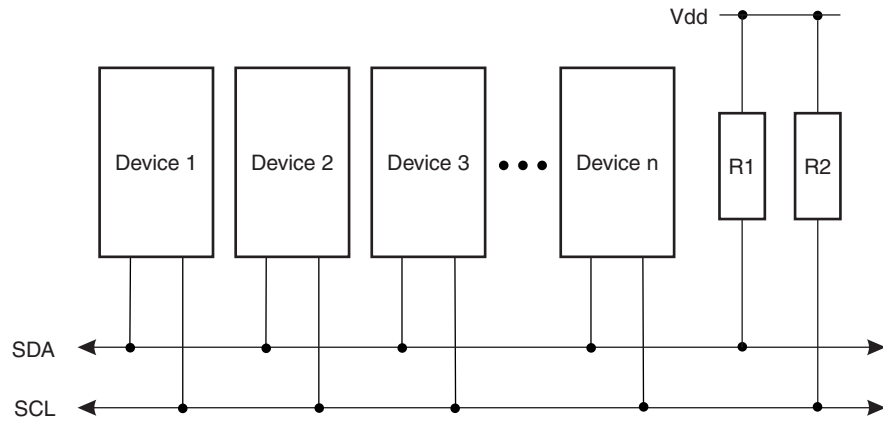 Vdd
Device 1
Device 2
Device 3
Device n
R1
R2
SDA
SCL